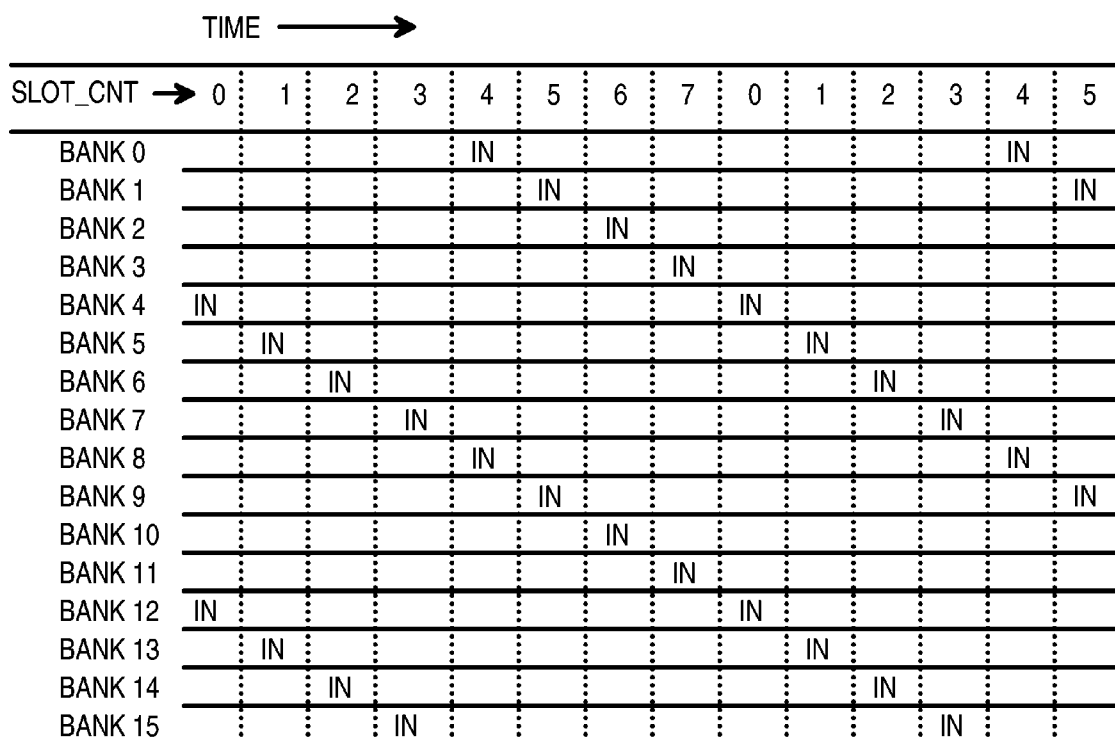 TIME
SLOT_CNT 0 1 2 3 4 5 6 7 0 1 2 3 4 5
BANK 0 IN IN
BANK 1 IN IN
BANK 2 IN
BANK 3 IN
BANK 4 IN IN
BANK 5 IN IN
BANK 6 IN IN
BANK 7 IN IN
BANK 8 IN IN
BANK 9 IN IN
BANK 10 IN
BANK 11 IN
BANK 12 IN IN
BANK 13 IN IN
BANK 14 IN IN
BANK 15 IN IN